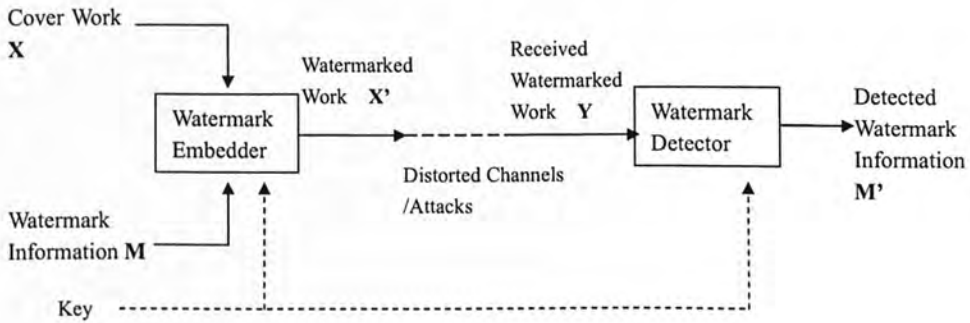 Cover Work
X
Watermark
Information M
Key
Watermark
Embedder
Watermarked
Work X’
Distorted Channels
/Attacks
Received
Watermarked
Work Y
Watermark
Detector
Detected
Watermark
Information
M’